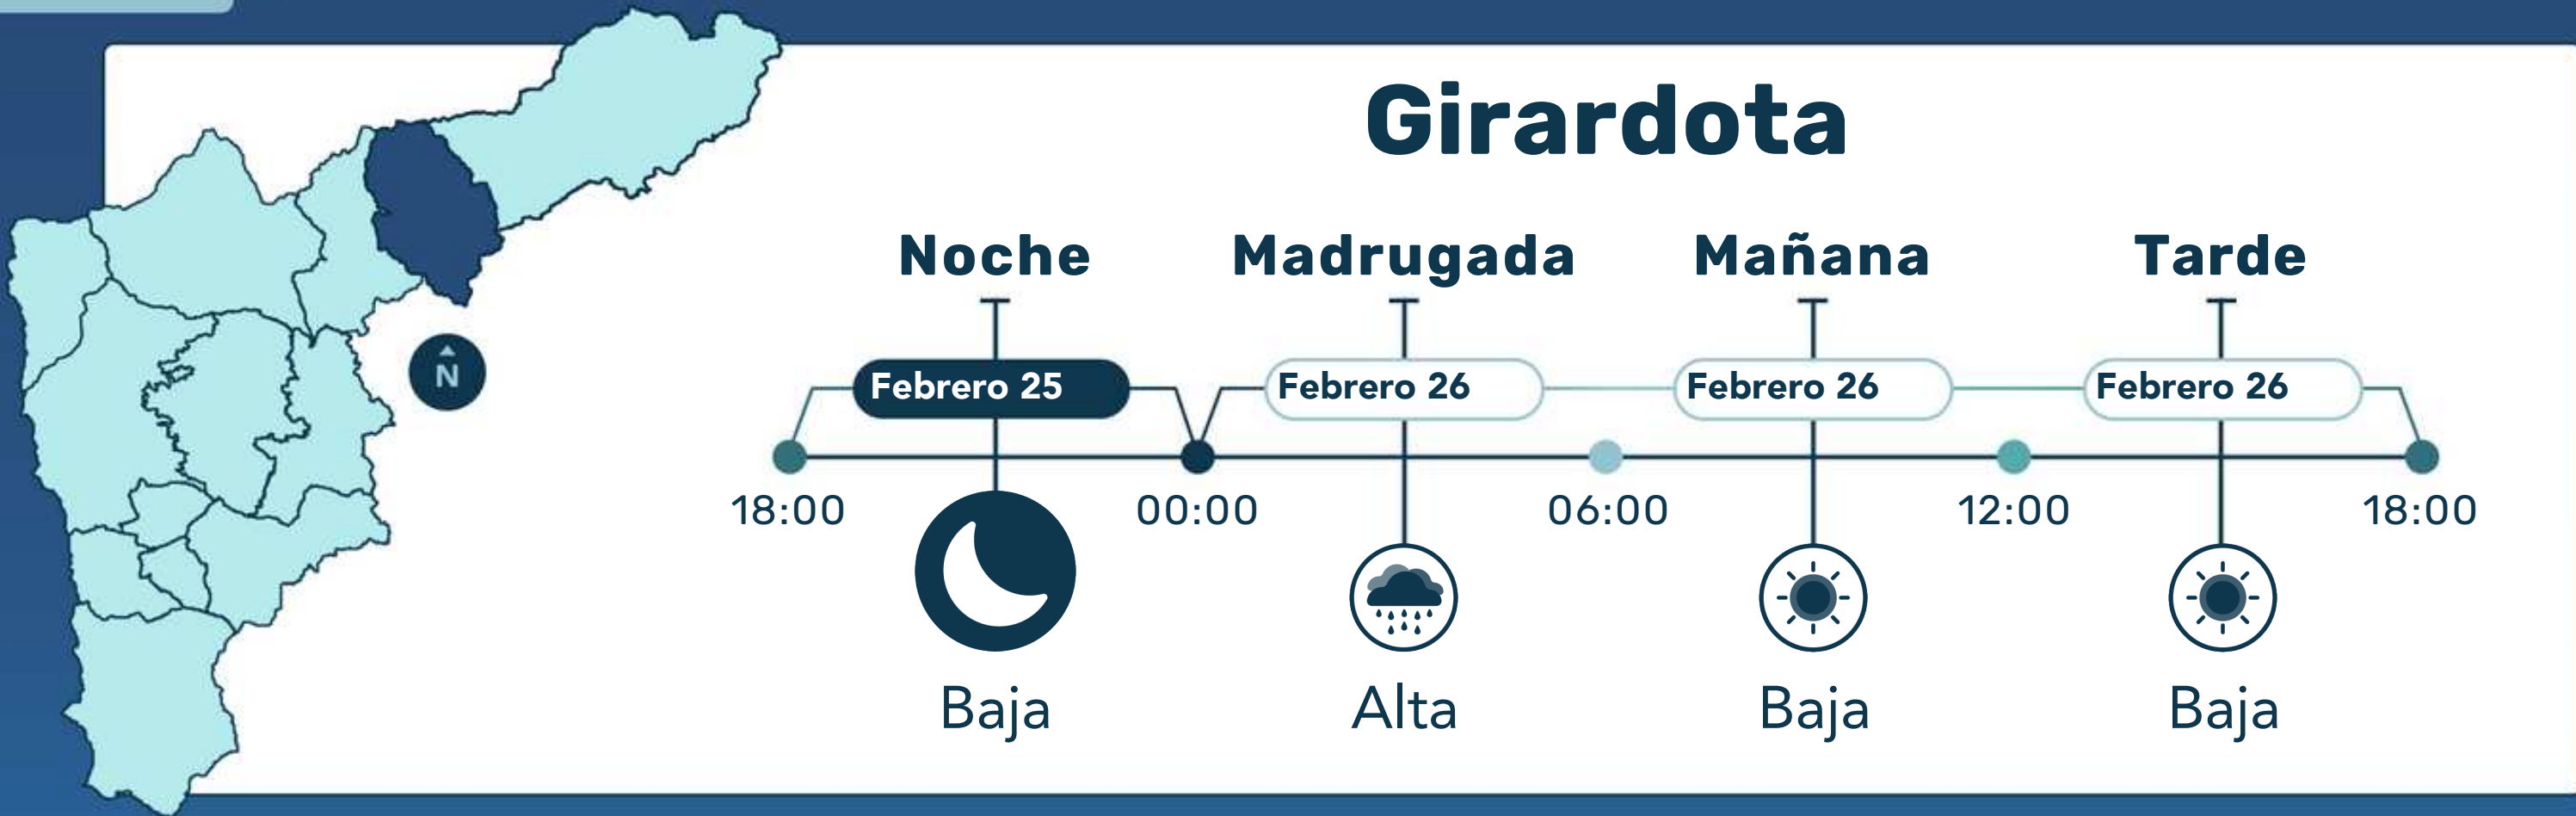 Girardota
Noche Madrugada Mañana Tarde
Febrero 25 Febrero 26 Febrero 26 Febrero 26
N
18:00 00:00 06:00 12:00 18:00
Baja Alta Baja Baja